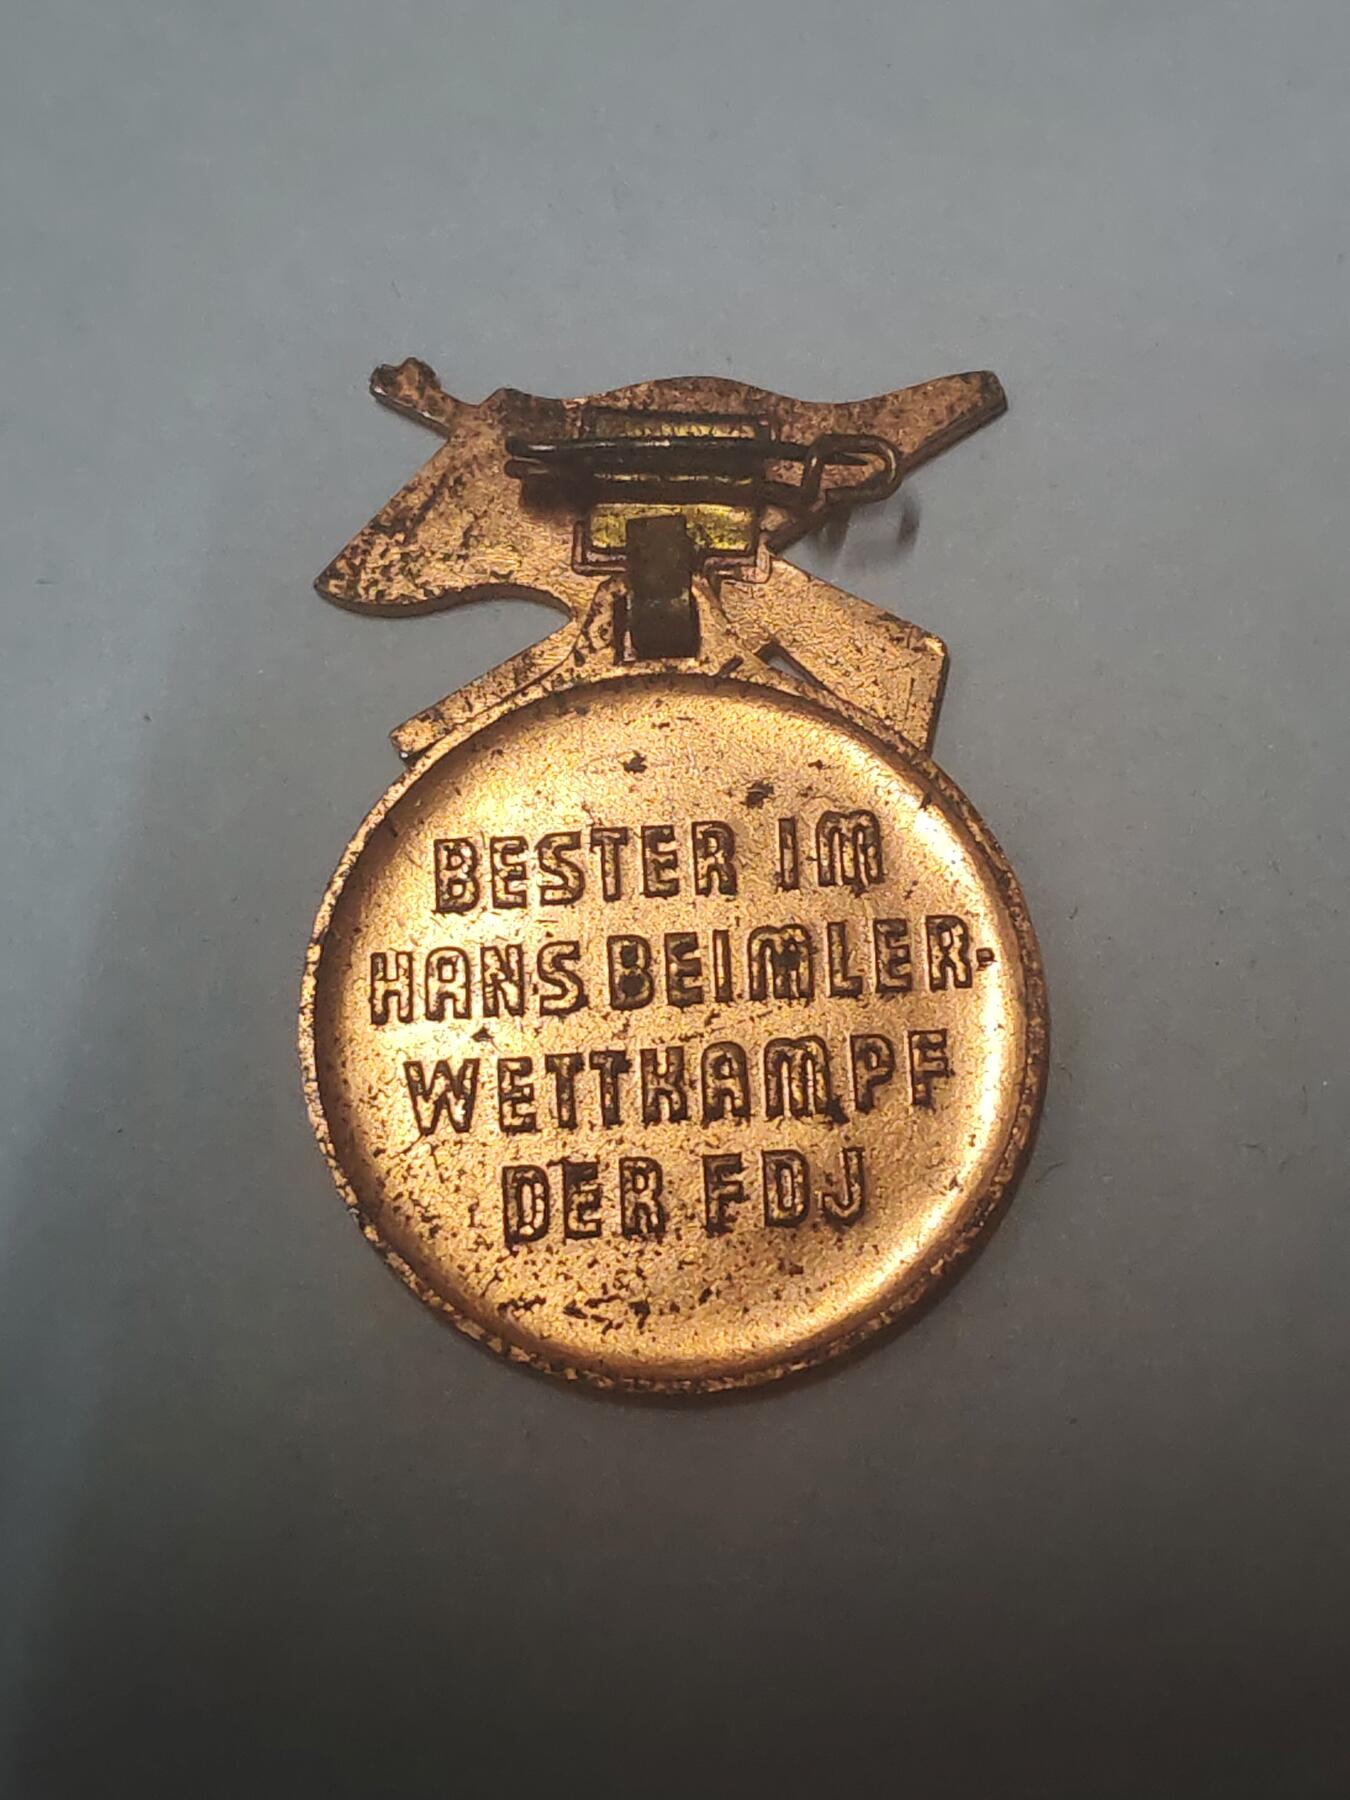 BESTER IM
HANS BEIMLER-
WETTKAMPF
DER FDJ